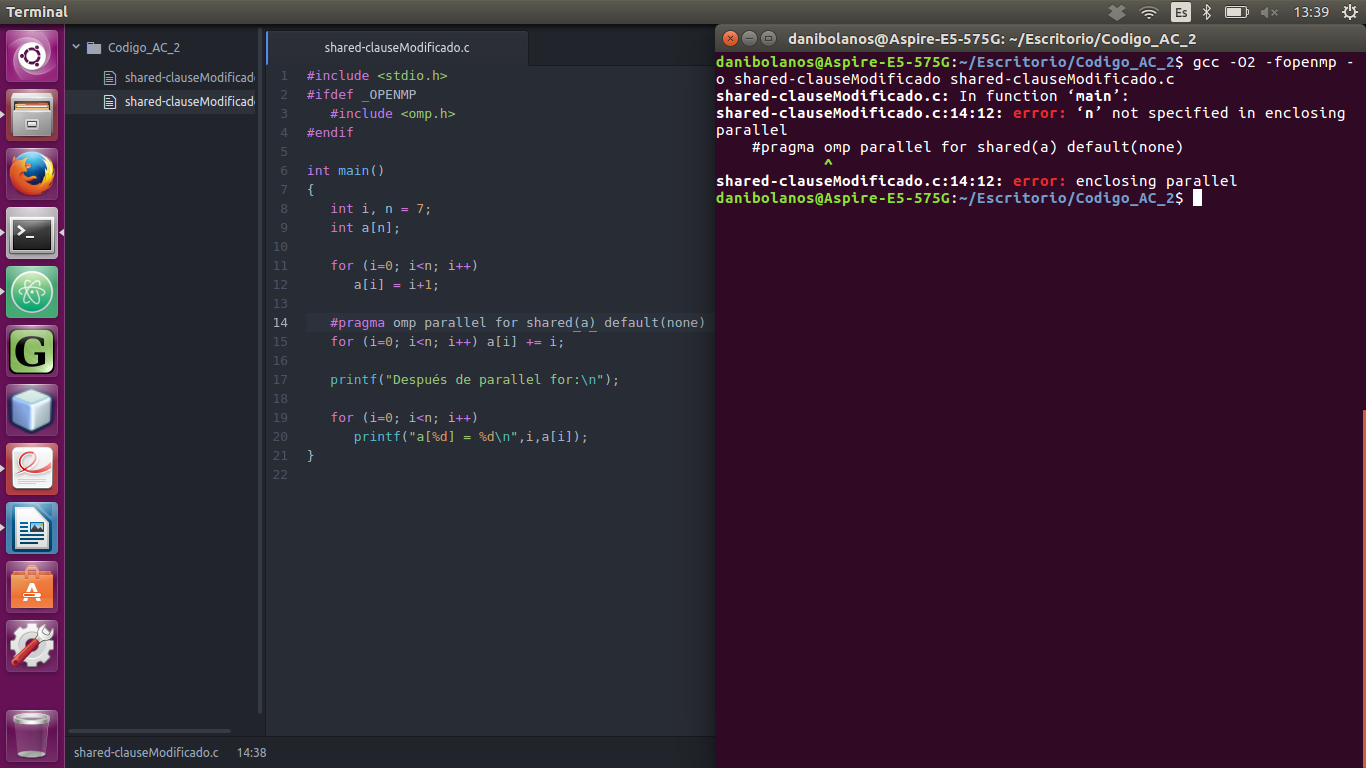 Terminal
Es
13:39
Codigo_AC_2
shared-clauseModificado
shared-clauseModificado
shared-clauseModificado.c
1 #include <stdio.h>
2 #ifdef _OPENMP
3    #include <omp.h>
4 #endif
5
6 int main()
7 {
8    int i, n = 7;
9    int a[n];
10
11    for (i=0; i<n; i++)
12       a[i] = i+1;
13
14    #pragma omp parallel for shared(a) default(none)
15    for (i=0; i<n; i++) a[i] += i;
16
17    printf("Después de parallel for:\n");
18
19    for (i=0; i<n; i++)
20       printf("a[%d] = %d\n",i,a[i]);
21 }
22
shared-clauseModificado.c 14:38
danibolanos@Aspire-E5-575G: ~/Escritorio/Codigo_AC_2
danibolanos@Aspire-E5-575G:~/Escritorio/Codigo_AC_2$ gcc -O2 -fopenmp -
o shared-clauseModificado shared-clauseModificado.c
shared-clauseModificado.c: In function ‘main’:
shared-clauseModificado.c:14:12: error: ‘n’ not specified in enclosing
parallel
    #pragma omp parallel for shared(a) default(none)
            ^
shared-clauseModificado.c:14:12: error: enclosing parallel
danibolanos@Aspire-E5-575G:~/Escritorio/Codigo_AC_2$